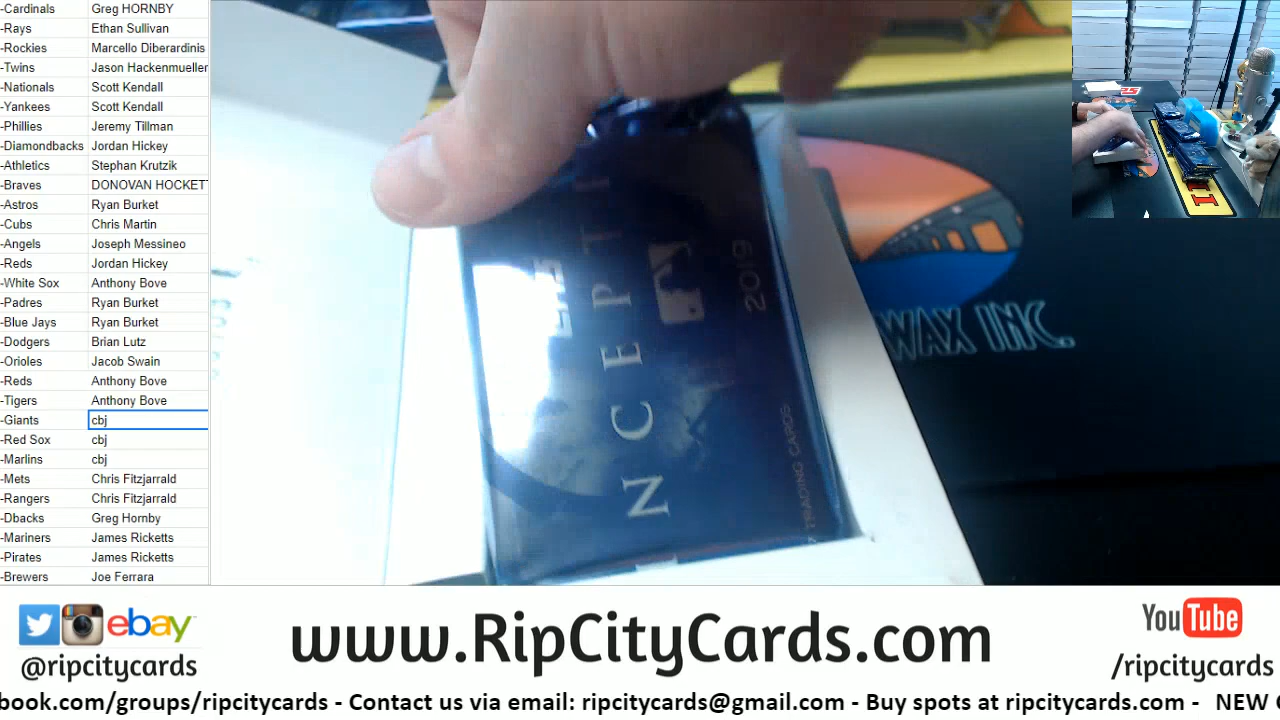 -Cardinals Greg HORNBY
-Rays Ethan Sullivan
-Rockies Marcello Diberardinis
-Twins Jason Hackenmueller
-Nationals Scott Kendall
-Yankees Scott Kendall
-Phillies Jeremy Tillman
-Diamondbacks Jordan Hickey
-Athletics Stephan Krutzik
-Braves DONOVAN HOCKETT
-Astros Ryan Burket
-Cubs Chris Martin
-Angels Joseph Messineo
-Reds Jordan Hickey
-White Sox Anthony Bove
-Padres Ryan Burket
-Blue Jays Ryan Burket
-Dodgers Brian Lutz
-Orioles Jacob Swain
-Reds Anthony Bove
-Tigers Anthony Bove
-Giants cbj
-Red Sox cbj
-Marlins cbj
-Mets Chris Fitzjarrald
-Rangers Chris Fitzjarrald
-Dbacks Greg Hornby
-Mariners James Ricketts
-Pirates James Ricketts
-Brewers Joe Ferrara
NCEPT
2019
TRADING CARDS
WAX INC.
ebay
@ripcitycards
www.RipCityCards.com
YouTube
/ripcitycards
book.com/groups/ripcitycards - Contact us via email: ripcitycards@gmail.com - Buy spots at ripcitycards.com - NEW